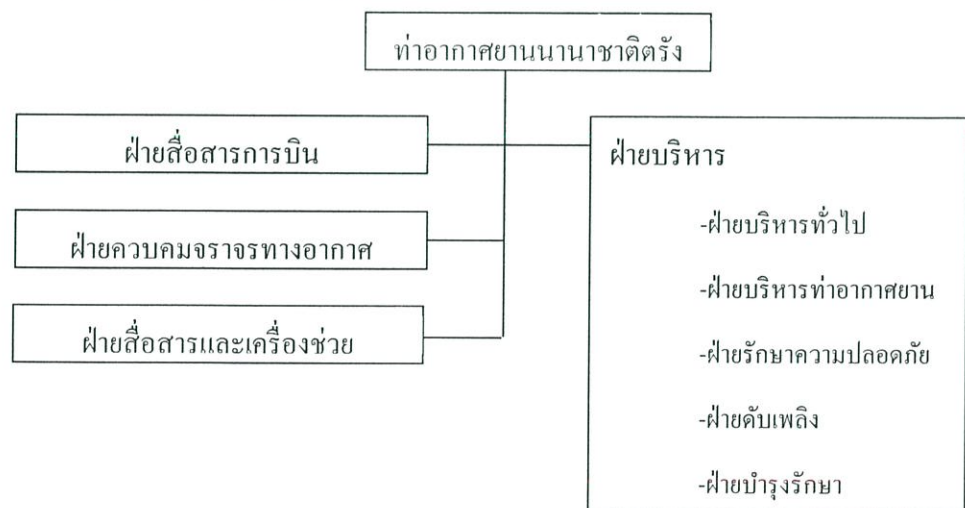 ท่าอากาศยานนานาชาติตรัง
ฝ่ายสื่อสารการบิน
ฝ่ายควบคมจราจรทางอากาศ
ฝ่ายสื่อสารและเครื่องช่วย
ฝ่ายบริหาร
-ฝ่ายบริหารทั่วไป
-ฝ่ายบริหารท่าอากาศยาน
-ฝ่ายรักษาความปลอดภัย
-ฝ่ายดับเพลิง
-ฝ่ายบำรุงรักษา